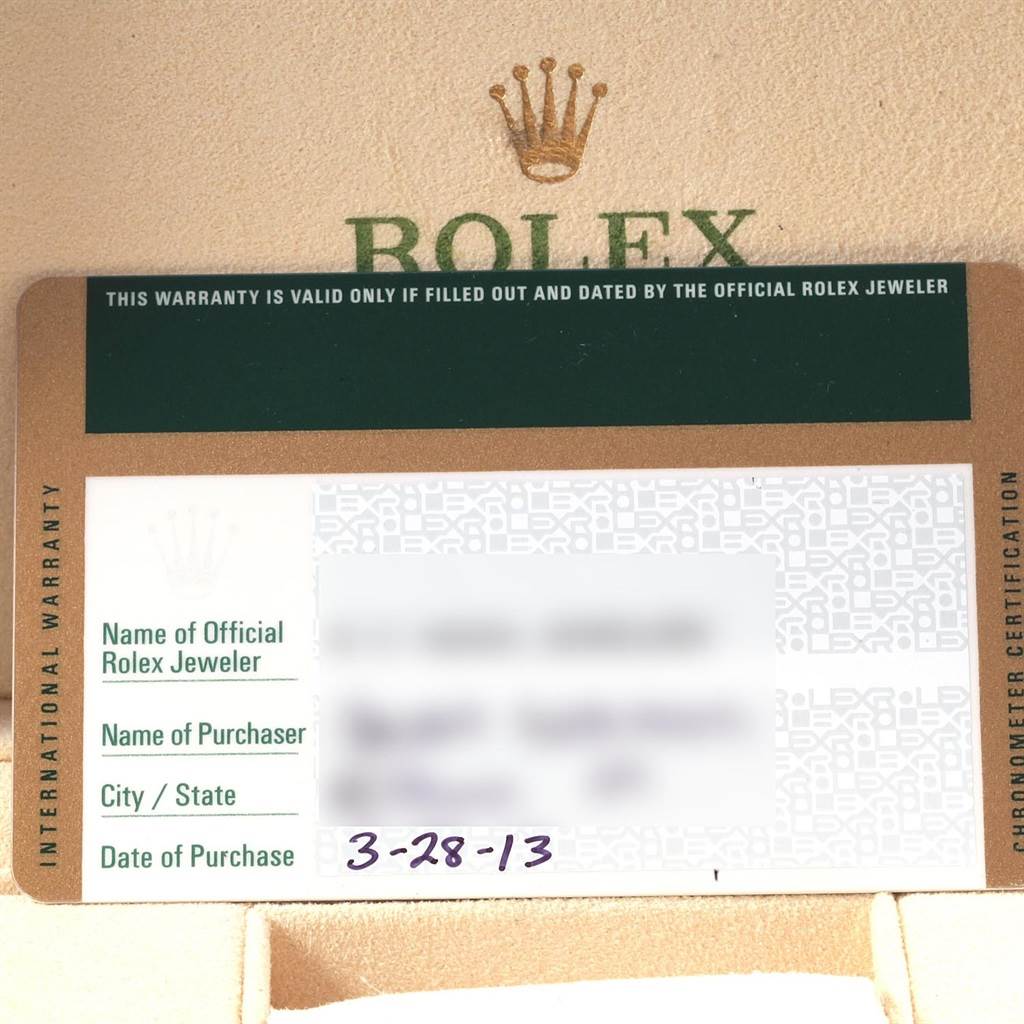 ROLEX
THIS WARRANTY IS VALID ONLY IF FILLED OUT AND DATED BY THE OFFICIAL ROLEX JEWELER
INTERNATIONAL WARRANTY
Name of Official
Rolex Jeweler
Name of Purchaser
City / State
Date of Purchase 3-28-13
CHRONOMETER CERTIFICATION